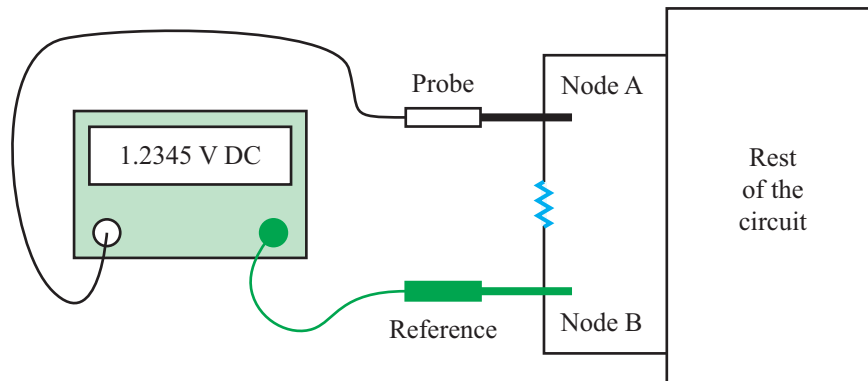 Probe
Node A
1.2345 V DC
Rest
of the
circuit
Reference
Node B